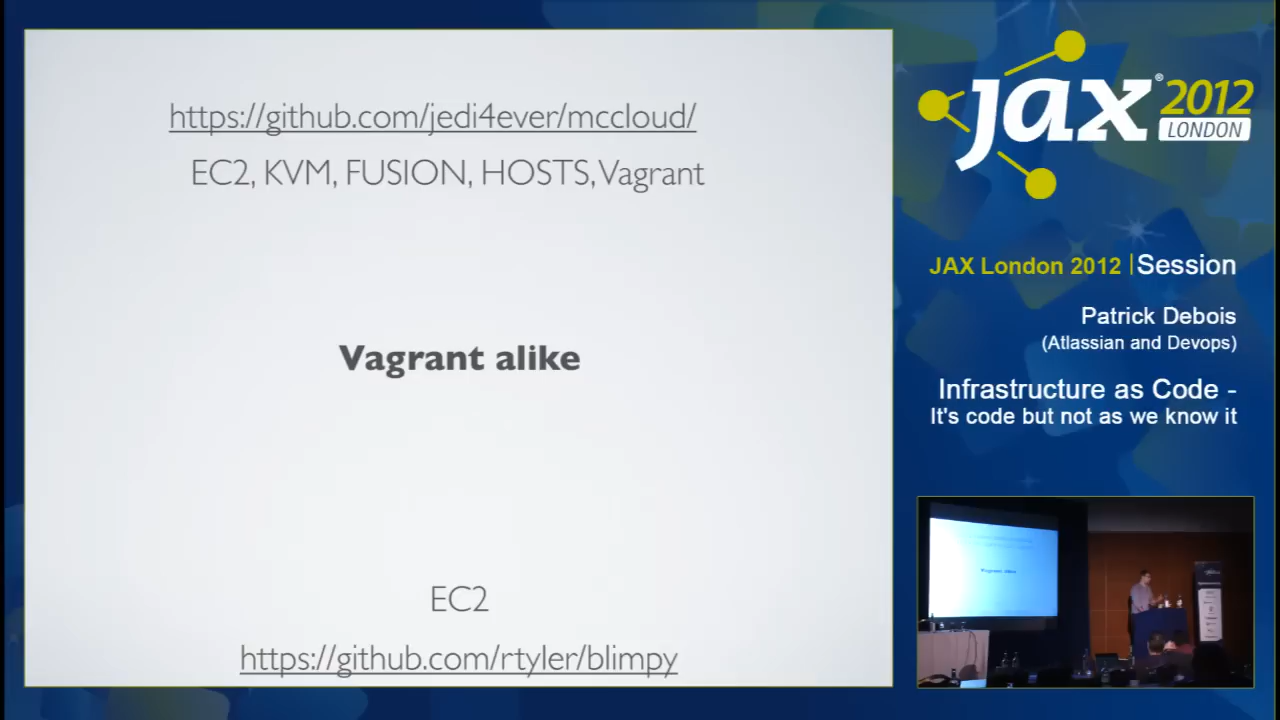 https://github.com/jedi4ever/mccloud/
EC2, KVM, FUSION, HOSTS, Vagrant
Vagrant alike
EC2
https://github.com/rtyler/blimpy
jax® 2012
LONDON
JAX London 2012 | Session
Patrick Debois
(Atlassian and Devops)
Infrastructure as Code -
It's code but not as we know it